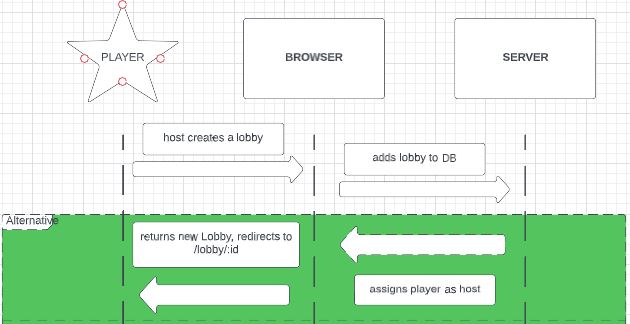 PLAYER
BROWSER
SERVER
host creates a lobby
adds lobby to DB
Alternative
returns new Lobby, redirects to
/lobby/:id
assigns player as host